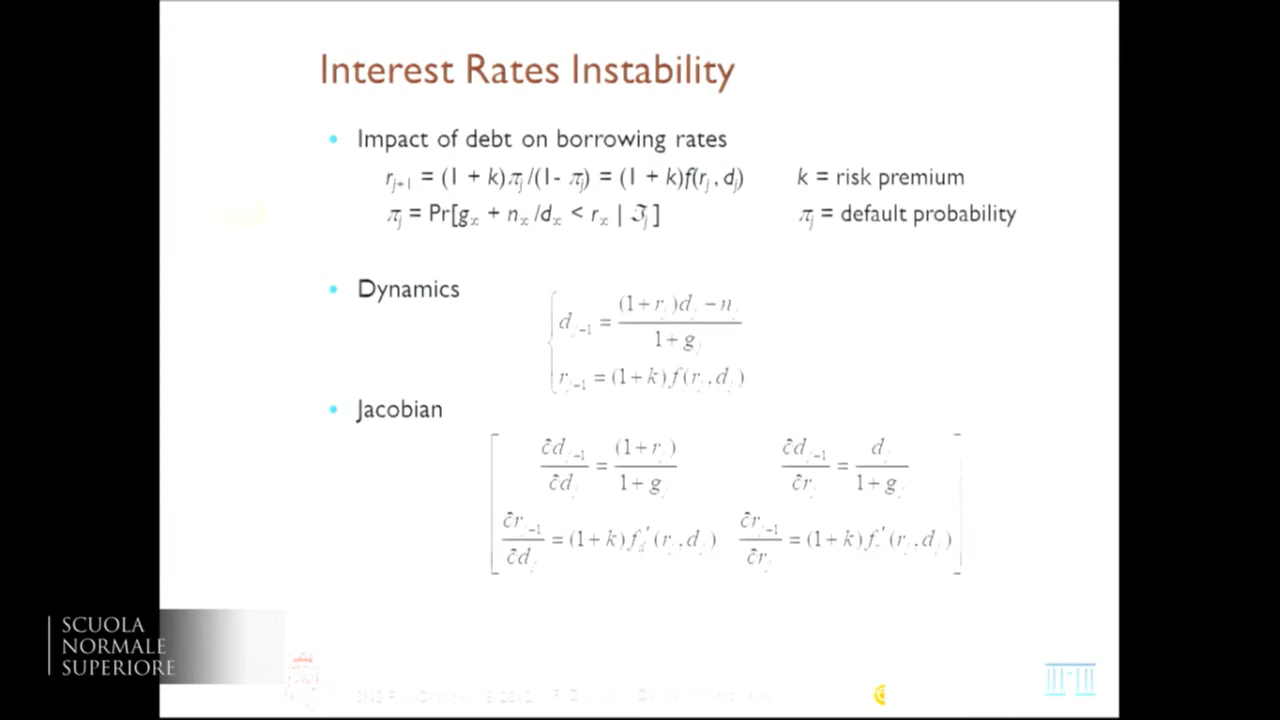 Interest Rates Instability
• Impact of debt on borrowing rates
r_{j+1} = (1 + k)π_j/(1- π_j) = (1 + k)f(r_j, d_j)    k = risk premium
π_j = Pr[g_x + n_x/d_x < r_x | ℑ_j]    π_j = default probability
• Dynamics
d_{j+1} = ((1+r_j)d_j − n_j)/(1+g_j)
r_{j+1} = (1+k)f(r_j, d_j)
• Jacobian
∂d_{j+1}/∂d_j = (1+r_j)/(1+g_j)    ∂d_{j+1}/∂r_j = d_j/(1+g_j)
∂r_{j+1}/∂d_j = (1+k)f_d'(r_j, d_j)    ∂r_{j+1}/∂r_j = (1+k)f_r'(r_j, d_j)
SCUOLA
NORMALE
SUPERIORE